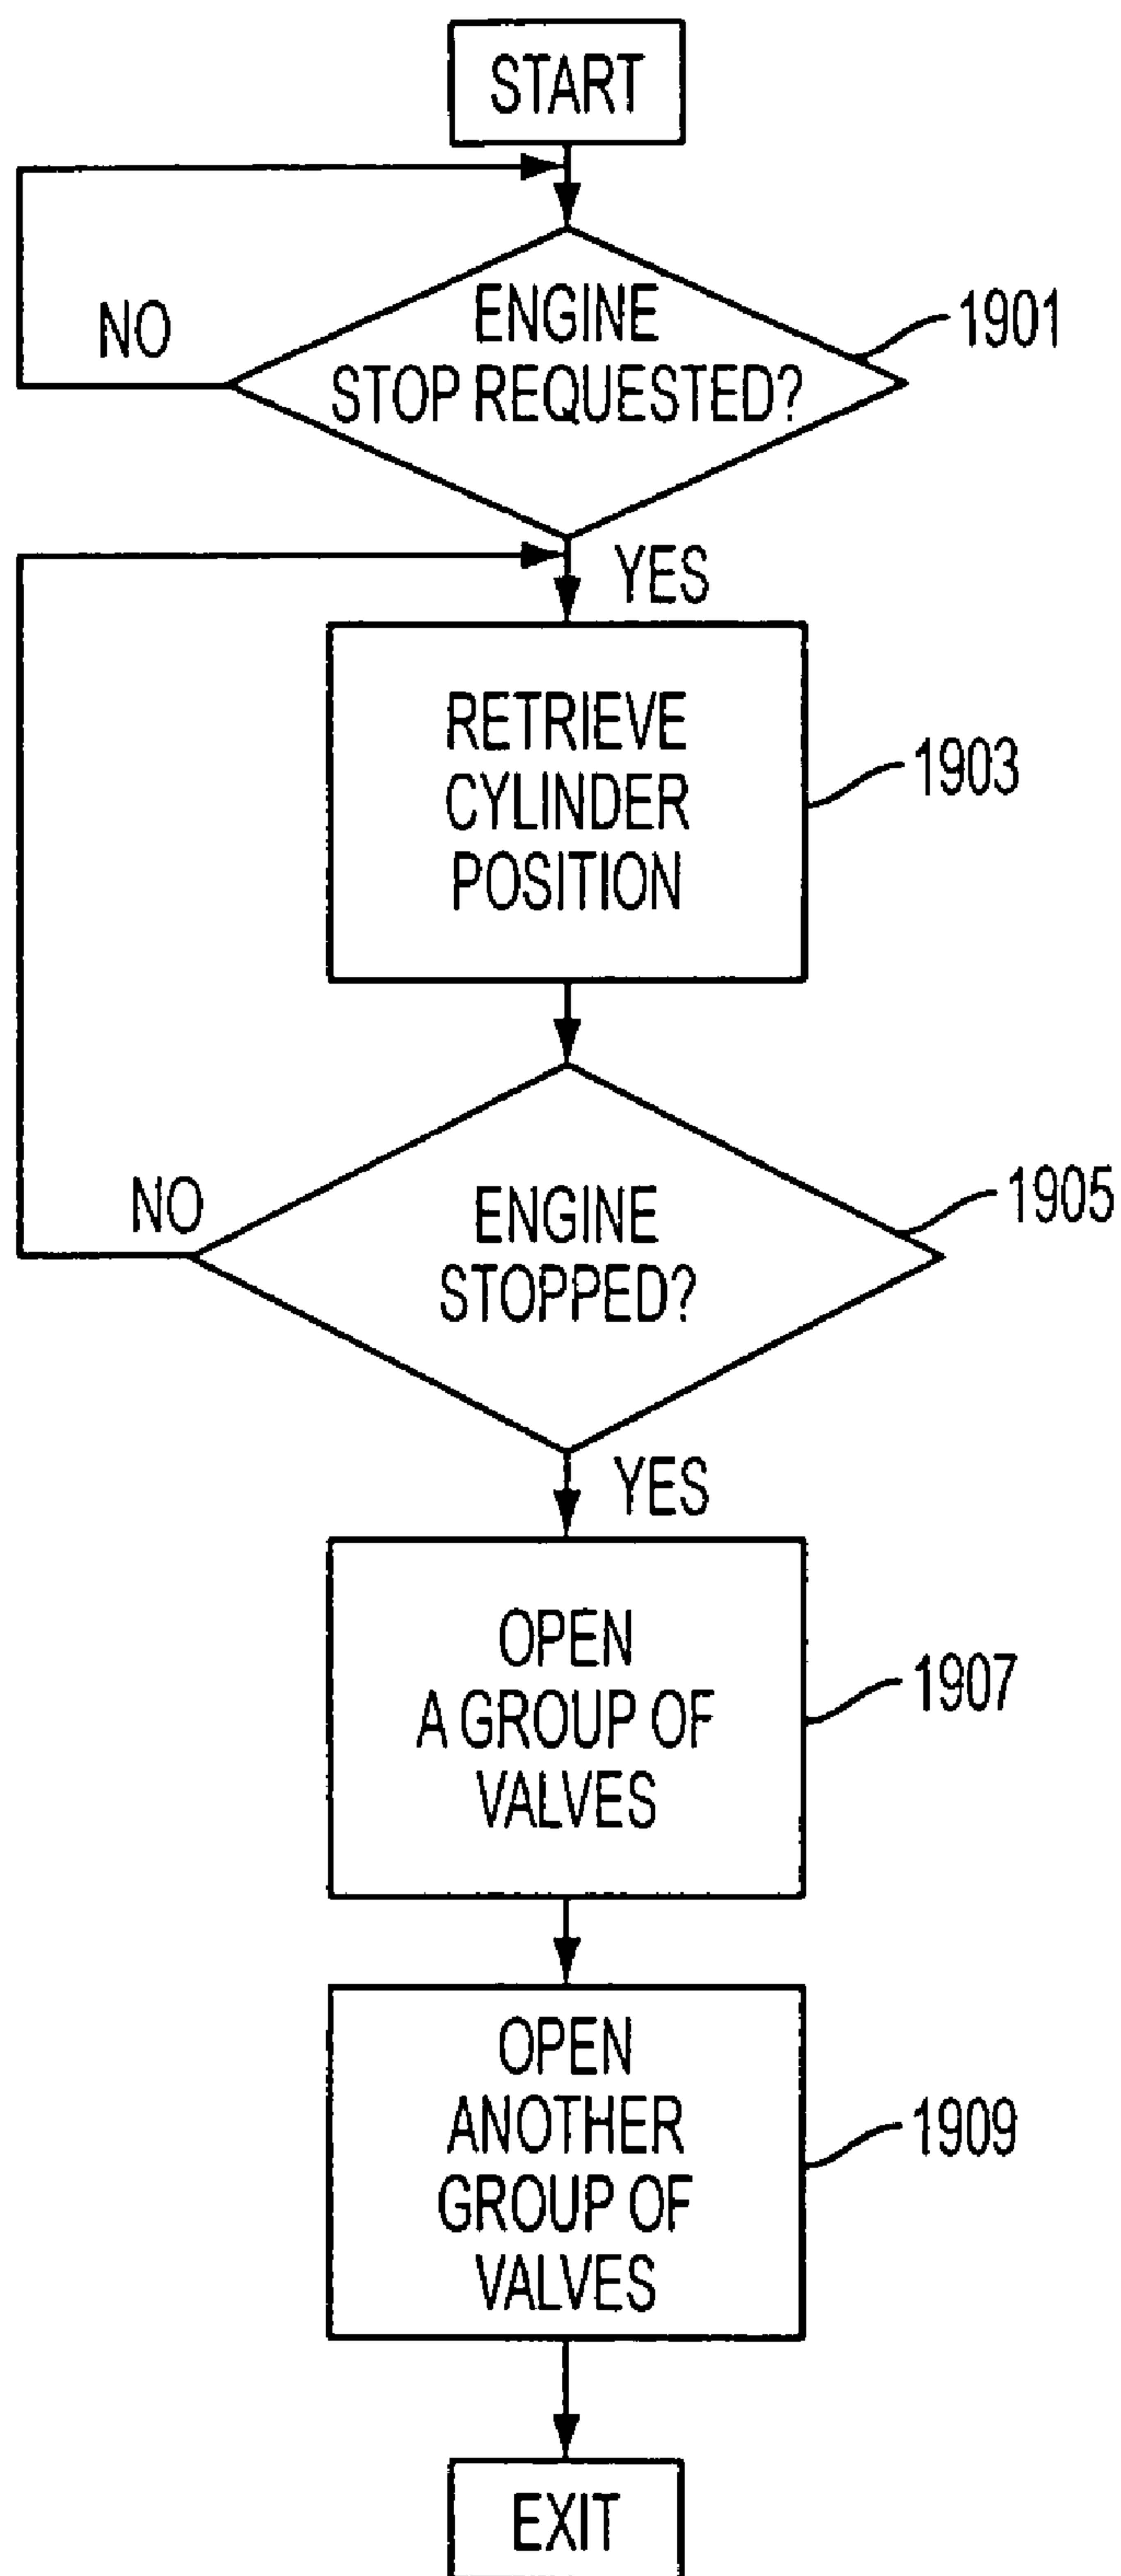 START
NO
ENGINE
STOP REQUESTED?
1901
YES
RETRIEVE
CYLINDER
POSITION
1903
NO
ENGINE
STOPPED?
1905
YES
OPEN
A GROUP OF
VALVES
1907
OPEN
ANOTHER
GROUP OF
VALVES
1909
EXIT